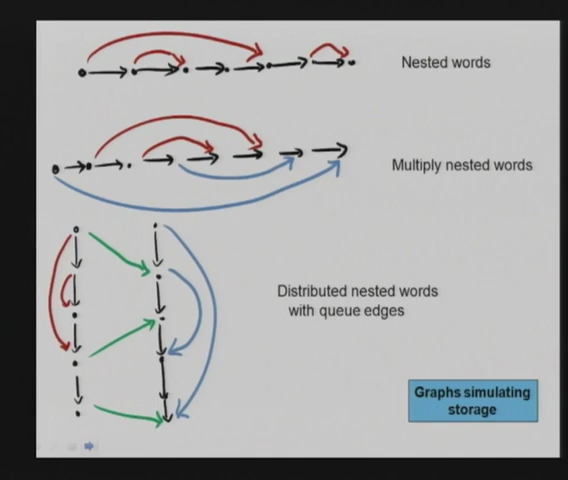 Nested words
Multiply nested words
Distributed nested words
with queue edges
Graphs simulating
storage